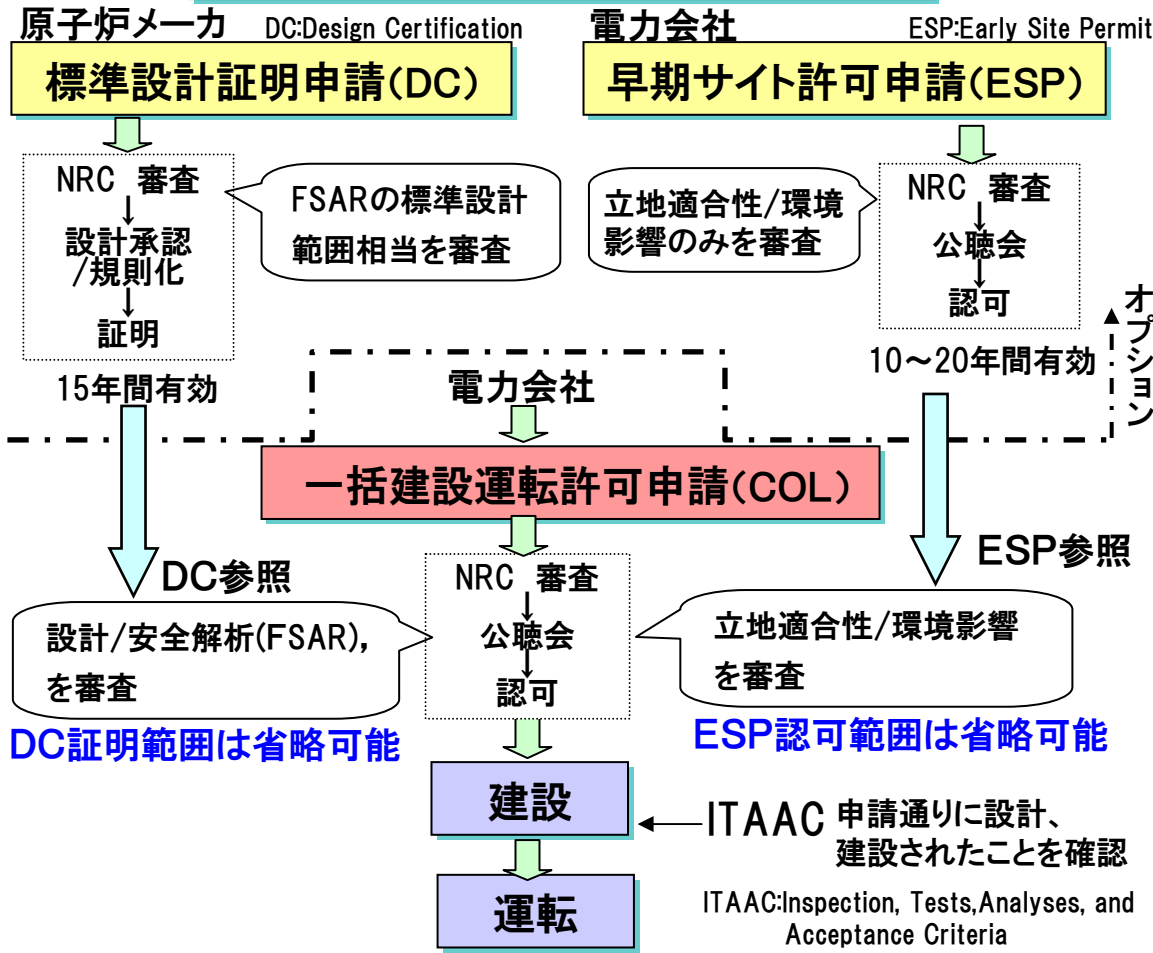 原子炉メーカ
DC:Design Certification
電力会社
ESP:Early Site Permit
標準設計証明申請(DC)
早期サイト許可申請(ESP)
NRC 審査
設計承認
/規則化
証明
FSARの標準設計
範囲相当を審査
立地適合性/環境
影響のみを審査
NRC 審査
公聴会
認可
オプション
15年間有効
10～20年間有効
電力会社
一括建設運転許可申請(COL)
DC参照
ESP参照
NRC 審査
公聴会
認可
設計/安全解析(FSAR),
を審査
立地適合性/環境影響
を審査
DC証明範囲は省略可能
ESP認可範囲は省略可能
建設
ITAAC 申請通りに設計、
建設されたことを確認
運転
ITAAC:Inspection, Tests,Analyses, and
Acceptance Criteria